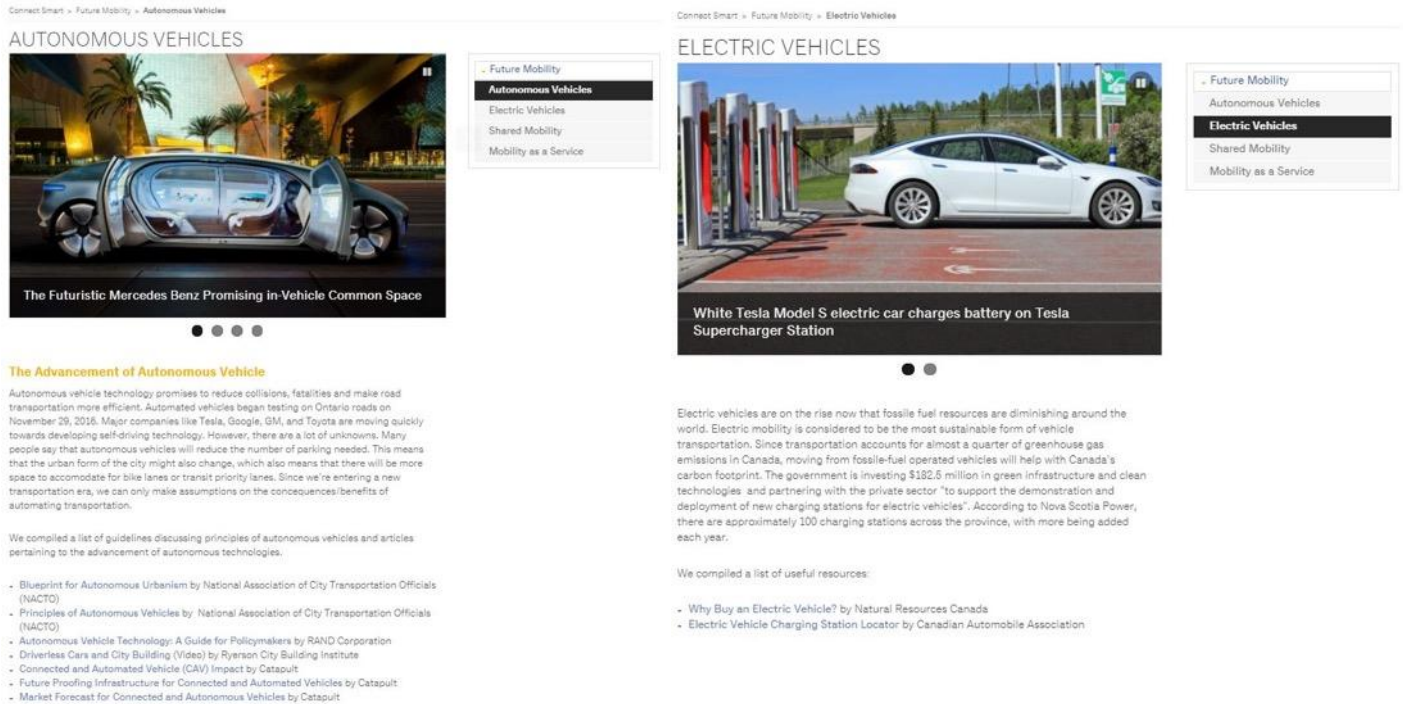 Connect Smart » Future Mobility » Autonomous Vehicles
AUTONOMOUS VEHICLES
The Futuristic Mercedes Benz Promising in-Vehicle Common Space
Future Mobility
Autonomous Vehicles
Electric Vehicles
Shared Mobility
Mobility as a Service
The Advancement of Autonomous Vehicle
Autonomous vehicle technology promises to reduce collisions, fatalities and make road
transportation more efficient. Automated vehicles began testing on Ontario roads on
November 29, 2016. Major companies like Tesla, Google, GM, and Toyota are moving quickly
towards developing self-driving technology. However, there are a lot of unknowns. Many
people say that autonomous vehicles will reduce the number of parking needed. This means
that the urban form of the city might also change, which also means that there will be more
space to accomodate for bike lanes or transit priority lanes. Since we're entering a new
transportation era, we can only make assumptions on the concequences/benefits of
automating transportation.
We compiled a list of guidelines discussing principles of autonomous vehicles and articles
pertaining to the advancement of autonomous technologies.
- Blueprint for Autonomous Urbanism by National Association of City Transportation Officials
(NACTO)
- Principles of Autonomous Vehicles by National Association of City Transportation Officials
(NACTO)
- Autonomous Vehicle Technology: A Guide for Policymakers by RAND Corporation
- Driverless Cars and City Building (Video) by Ryerson City Building Institute
- Connected and Automated Vehicle (CAV) Impact by Catapult
- Future Proofing Infrastructure for Connected and Automated Vehicles by Catapult
- Market Forecast for Connected and Autonomous Vehicles by Catapult
Connect Smart » Future Mobility » Electric Vehicles
ELECTRIC VEHICLES
White Tesla Model S electric car charges battery on Tesla
Supercharger Station
Future Mobility
Autonomous Vehicles
Electric Vehicles
Shared Mobility
Mobility as a Service
Electric vehicles are on the rise now that fossile fuel resources are diminishing around the
world. Electric mobility is considered to be the most sustainable form of vehicle
transportation. Since transportation accounts for almost a quarter of greenhouse gas
emissions in Canada, moving from fossile-fuel operated vehicles will help with Canada's
carbon footprint. The government is investing $182.5 million in green infrastructure and clean
technologies and partnering with the private sector "to support the demonstration and
deployment of new charging stations for electric vehicles". According to Nova Scotia Power,
there are approximately 100 charging stations across the province, with more being added
each year.
We compiled a list of useful resources:
- Why Buy an Electric Vehicle? by Natural Resources Canada
- Electric Vehicle Charging Station Locator by Canadian Automobile Association